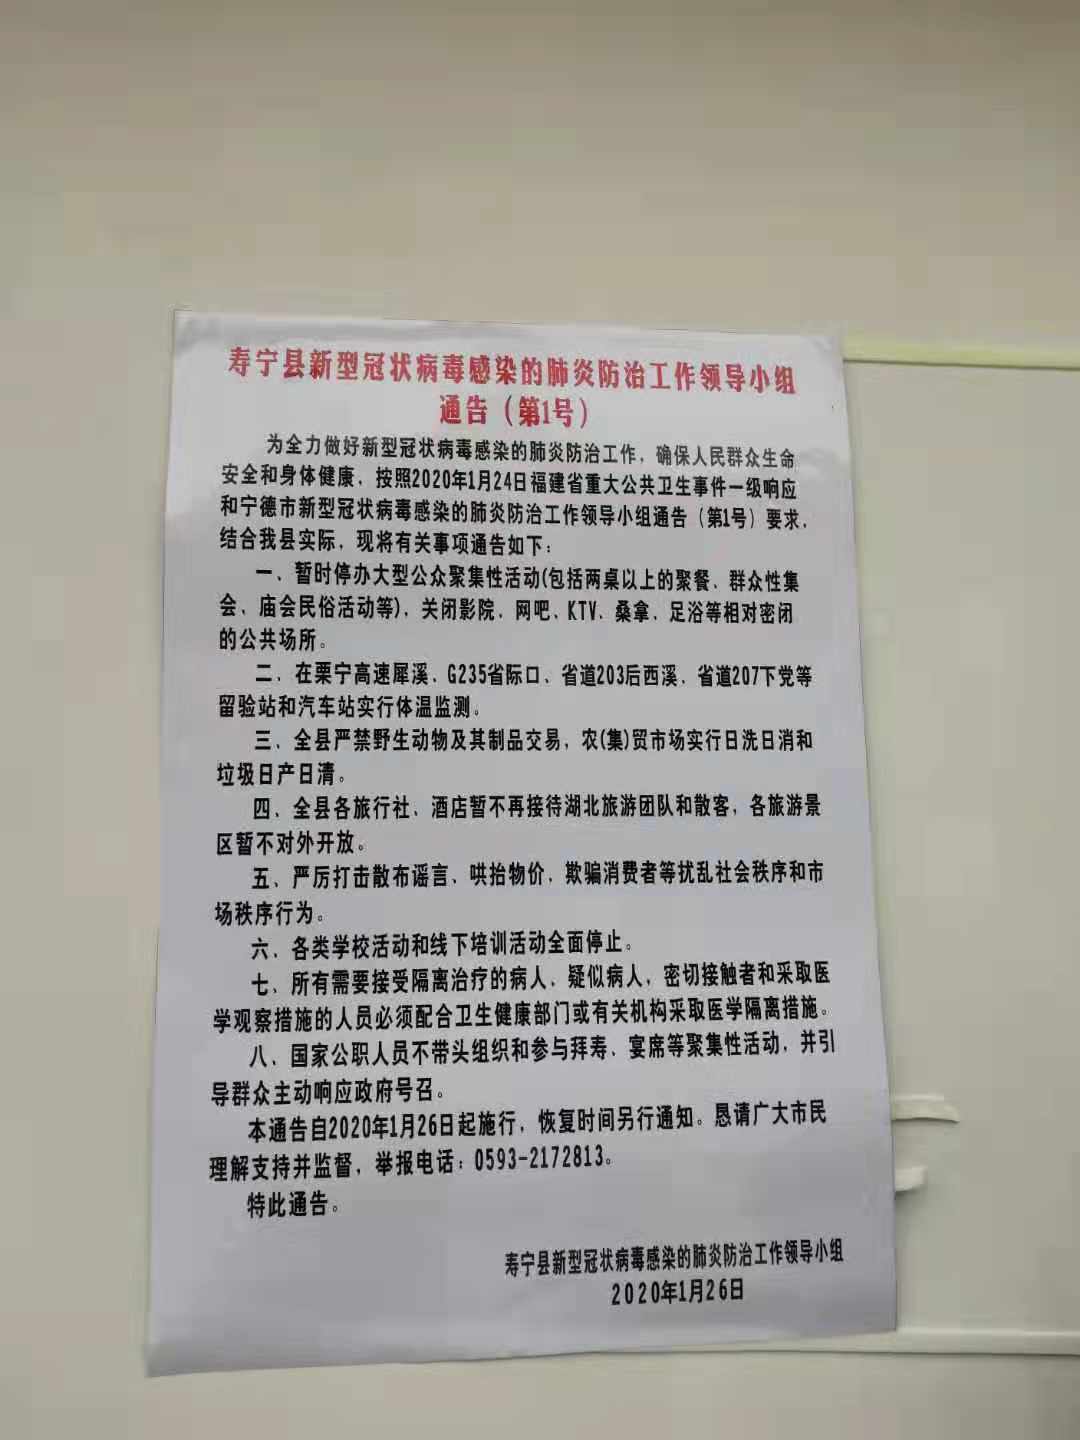 寿宁县新型冠状病毒感染的肺炎防治工作领导小组
通告（第1号）
为全力做好新型冠状病毒感染的肺炎防治工作，确保人民群众生命
安全和身体健康，按照2020年1月24日福建省重大公共卫生事件一级响应
和宁德市新型冠状病毒感染的肺炎防治工作领导小组通告（第1号）要求，
结合我县实际，现将有关事项通告如下：
一、暂时停办大型公众聚集性活动(包括两桌以上的聚餐、群众性集
会、庙会民俗活动等)，关闭影院、网吧、KTV、桑拿、足浴等相对密闭
的公共场所。
二、在栗宁高速犀溪、G235省际口、省道203后西溪、省道207下党等
留验站和汽车站实行体温监测。
三、全县严禁野生动物及其制品交易，农(集)贸市场实行日洗日消和
垃圾日产日清。
四、全县各旅行社、酒店暂不再接待湖北旅游团队和散客，各旅游景
区暂不对外开放。
五、严厉打击散布谣言、哄抬物价、欺骗消费者等扰乱社会秩序和市
场秩序行为。
六、各类学校活动和线下培训活动全面停止。
七、所有需要接受隔离治疗的病人、疑似病人，密切接触者和采取医
学观察措施的人员必须配合卫生健康部门或有关机构采取医学隔离措施。
八、国家公职人员不带头组织和参与拜寿、宴席等聚集性活动，并引
导群众主动响应政府号召。
本通告自2020年1月26日起施行，恢复时间另行通知。恳请广大市民
理解支持并监督，举报电话：0593-2172813。
特此通告。
寿宁县新型冠状病毒感染的肺炎防治工作领导小组
2020年1月26日